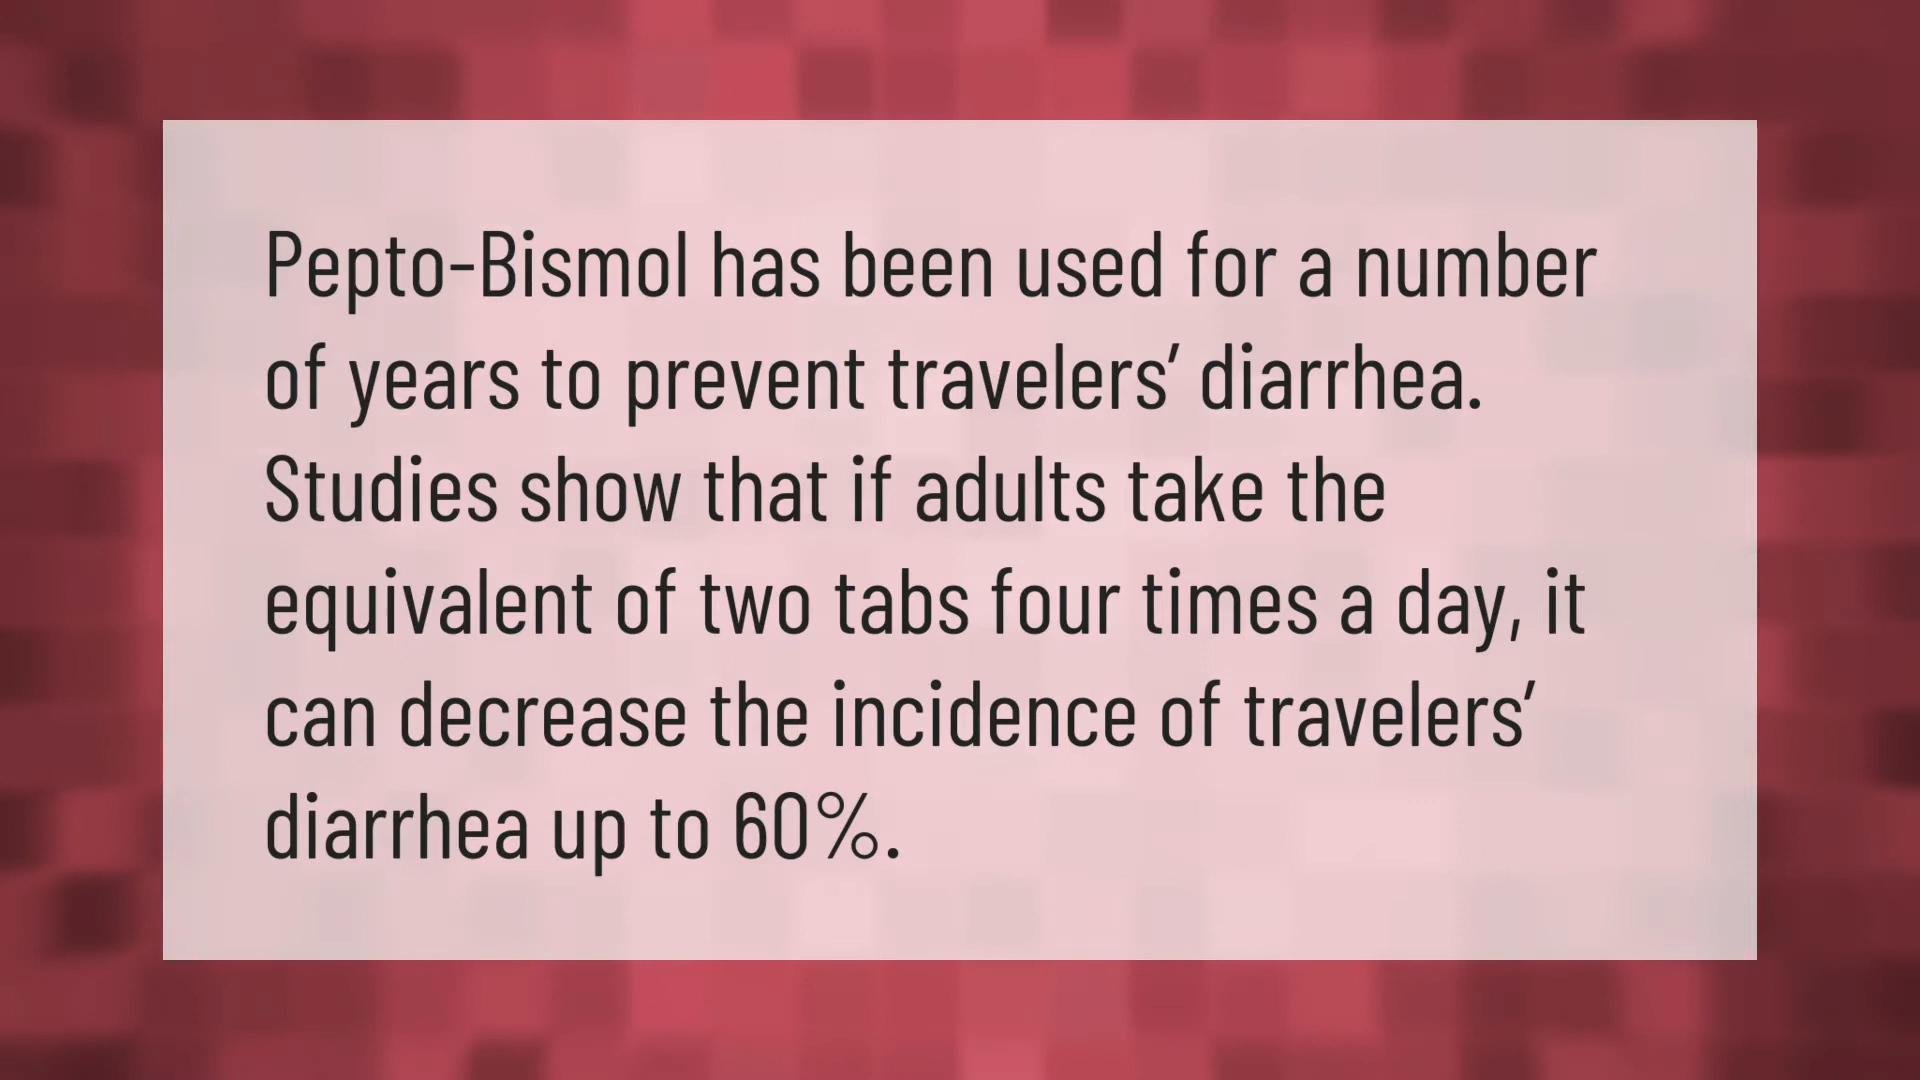 Pepto-Bismol has been used for a number
of years to prevent travelers’ diarrhea.
Studies show that if adults take the
equivalent of two tabs four times a day, it
can decrease the incidence of travelers’
diarrhea up to 60%.